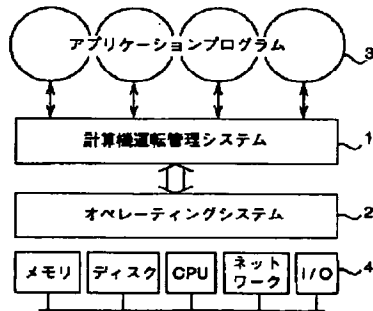 アプリケーションプログラム
3
計算機運転管理システム
1
オペレーティングシステム
2
メモリ
ディスク
CPU
ネット
ワーク
I/O
4